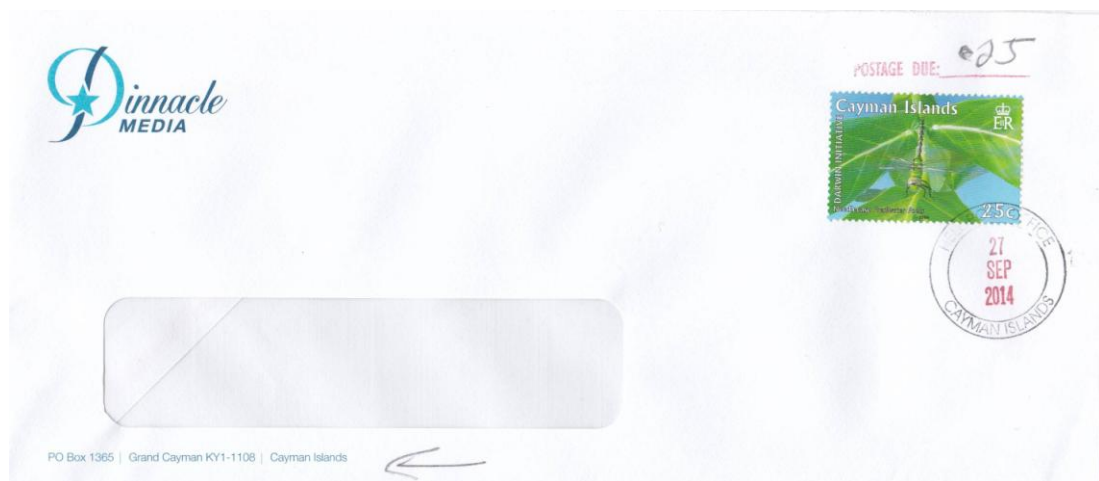 Pinnacle
MEDIA
POSTAGE DUE: .25
Cayman Islands
ER
DARWIN INITIATIVE
25c
OFFICE
27
SEP
2014
CAYMAN ISLANDS
PO Box 1365 | Grand Cayman KY1-1108 | Cayman Islands